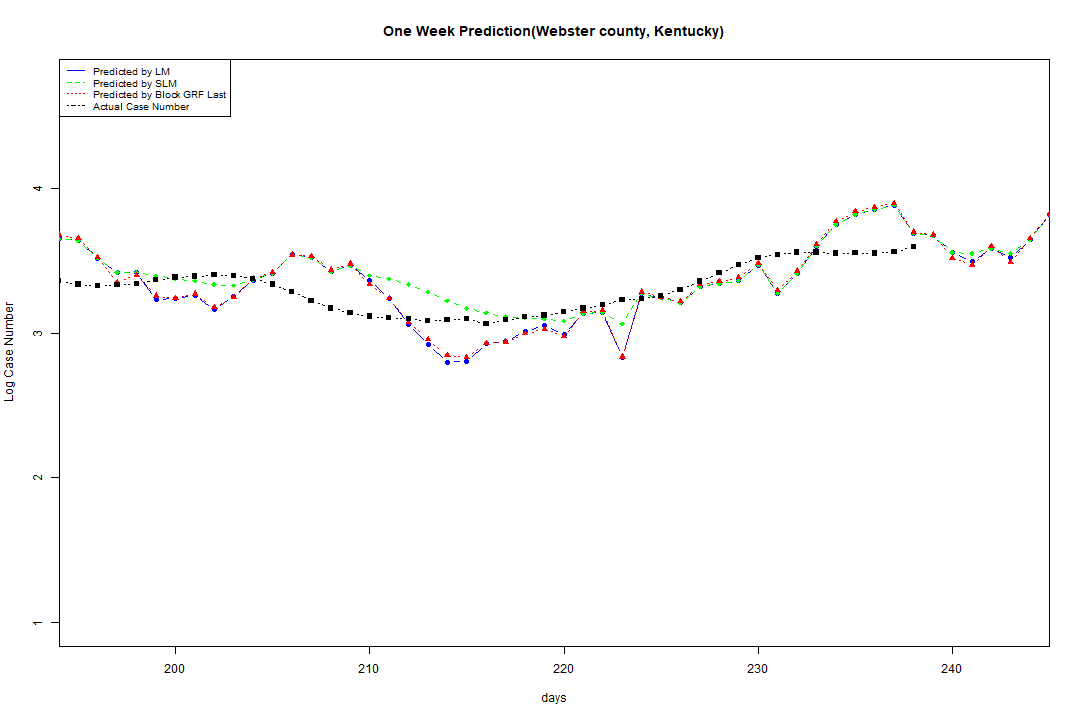 One Week Prediction(Webster county, Kentucky)
Predicted by LM
Predicted by SLM
Predicted by Block GRF Last
Actual Case Number
4
3
2
1
Log Case Number
200 210 220 230 240
days